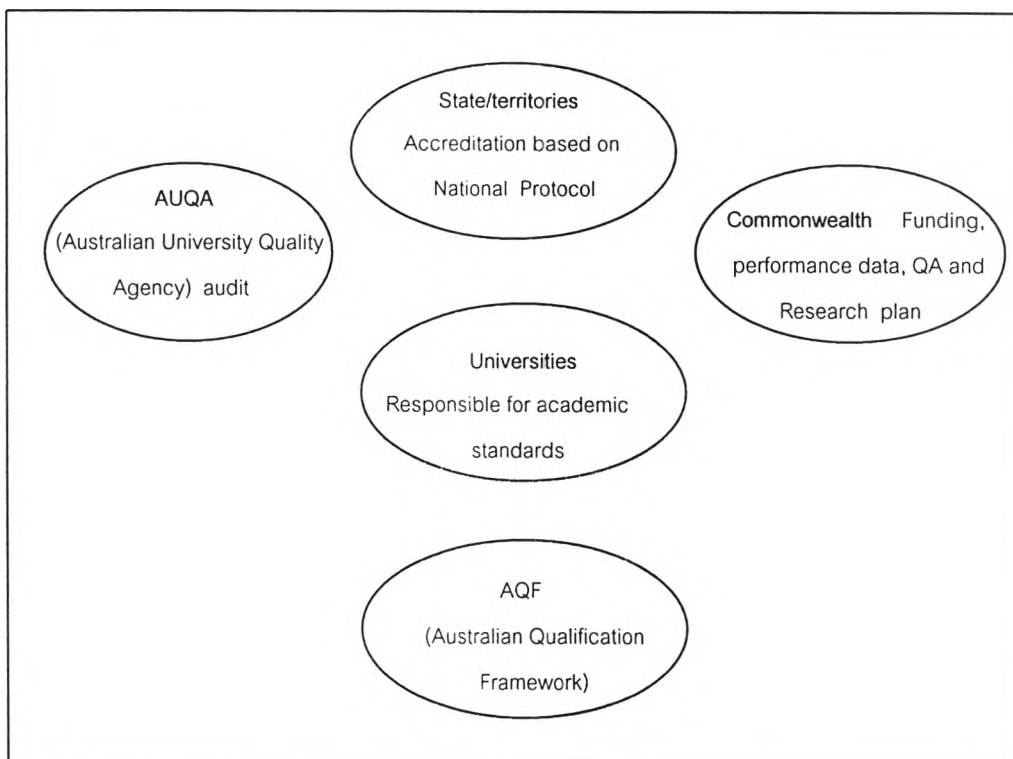 State/territories
Accreditation based on
National Protocol
AUQA
(Australian University Quality
Agency) audit
Commonwealth Funding,
performance data, QA and
Research plan
Universities
Responsible for academic
standards
AQF
(Australian Qualification
Framework)